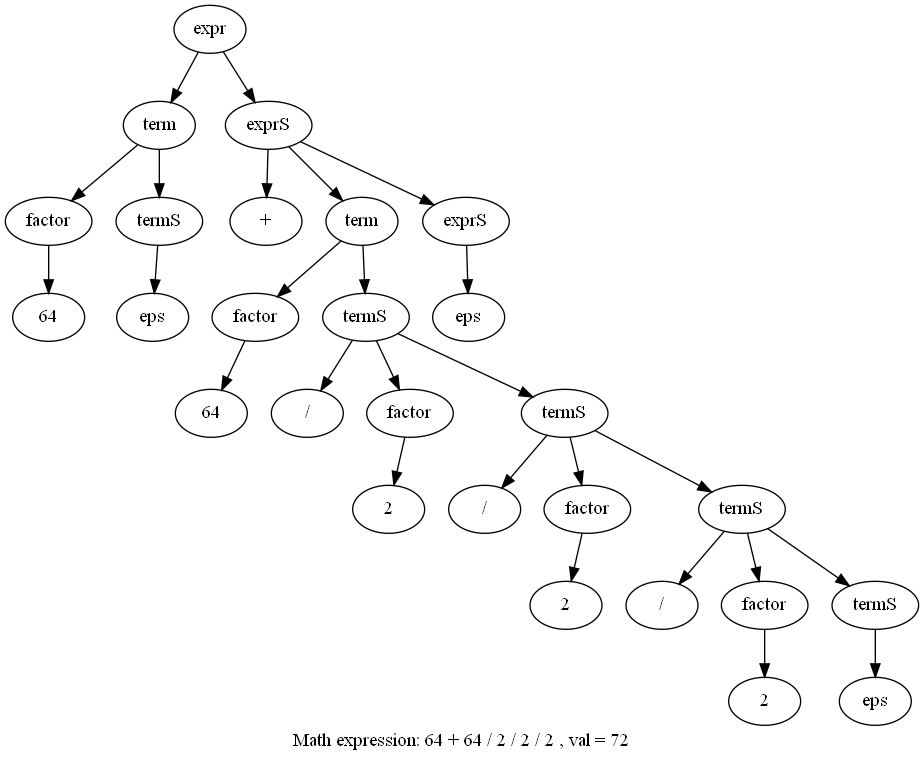 expr
term exprS
factor termS + term exprS
64 eps factor termS eps
64 / factor termS
2 / factor termS
2 / factor termS
2 eps
Math expression: 64 + 64 / 2 / 2 / 2 , val = 72